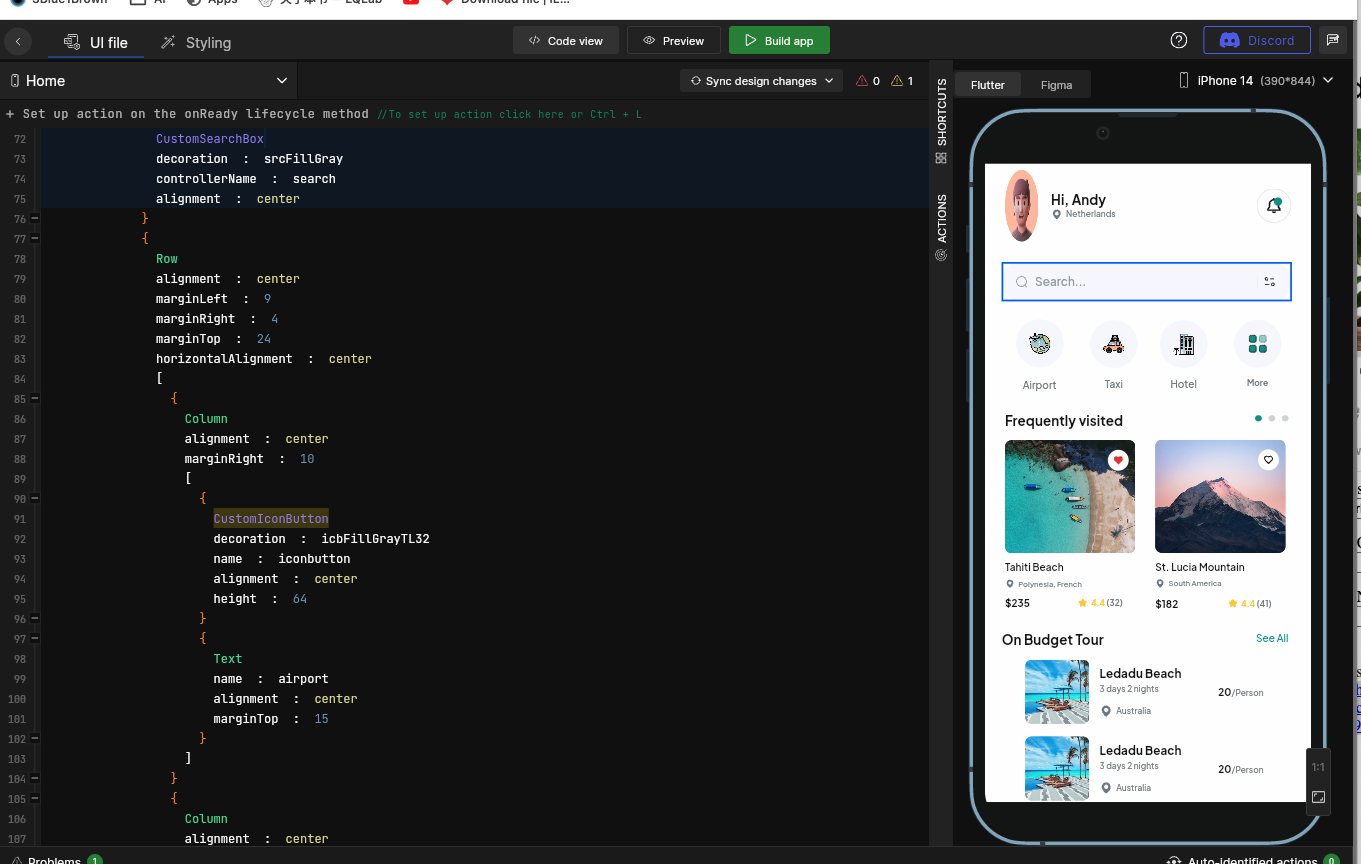 3Blue1Brown
AI
Apps
Download file | iL...
UI file
Styling
Code view
Preview
Build app
Discord
Home
Sync design changes
0
1
SHORTCUTS
ACTIONS
Flutter
Figma
iPhone 14 (390*844)
+ Set up action on the onReady lifecycle method //To set up action click here or Ctrl + L
72 CustomSearchBox
73 decoration : srcFillGray
74 controllerName : search
75 alignment : center
76 }
77 {
78 Row
79 alignment : center
80 marginLeft : 9
81 marginRight : 4
82 marginTop : 24
83 horizontalAlignment : center
84 [
85 {
86 Column
87 alignment : center
88 marginRight : 10
89 [
90 {
91 CustomIconButton
92 decoration : icbFillGrayTL32
93 name : iconbutton
94 alignment : center
95 height : 64
96 }
97 {
98 Text
99 name : airport
100 alignment : center
101 marginTop : 15
102 }
103 ]
104 }
105 {
106 Column
107 alignment : center
Problems 1
Hi, Andy
Netherlands
Search...
Airport
Taxi
Hotel
More
Frequently visited
Tahiti Beach
Polynesia, French
$235
4.4 (32)
St. Lucia Mountain
South America
$182
4.4 (41)
On Budget Tour
See All
Ledadu Beach
3 days 2 nights
Australia
20/Person
Ledadu Beach
3 days 2 nights
Australia
20/Person
1:1
Auto-identified actions 0